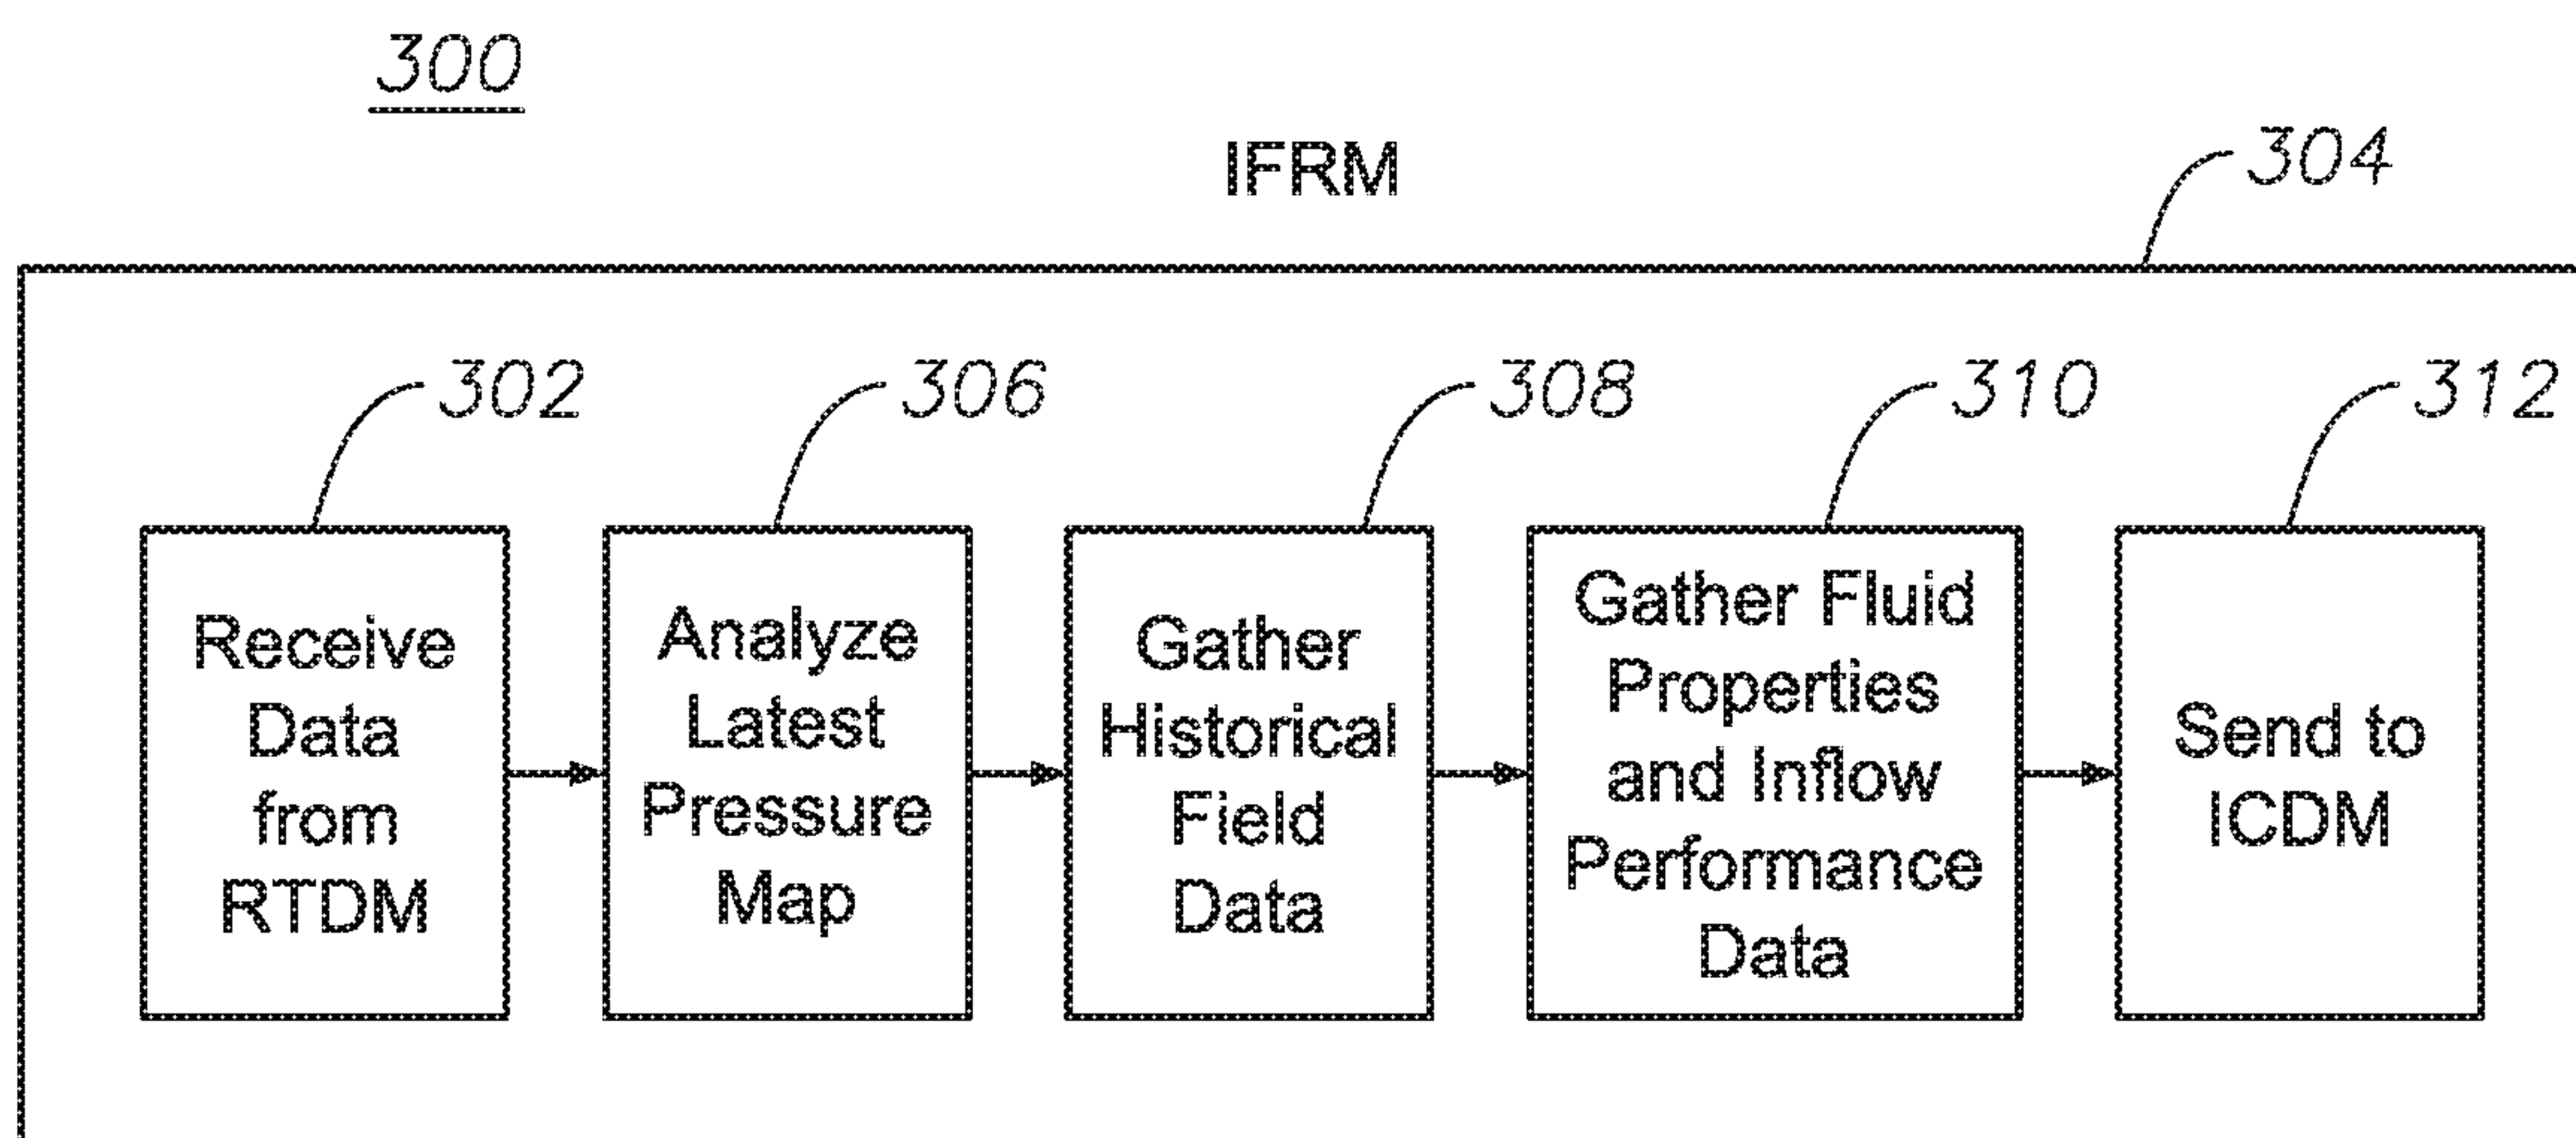 300
IFRM
304
302
306
308
310
312
Receive
Data
from
RTDM
Analyze
Latest
Pressure
Map
Gather
Historical
Field
Data
Gather Fluid
Properties
and Inflow
Performance
Data
Send to
ICDM